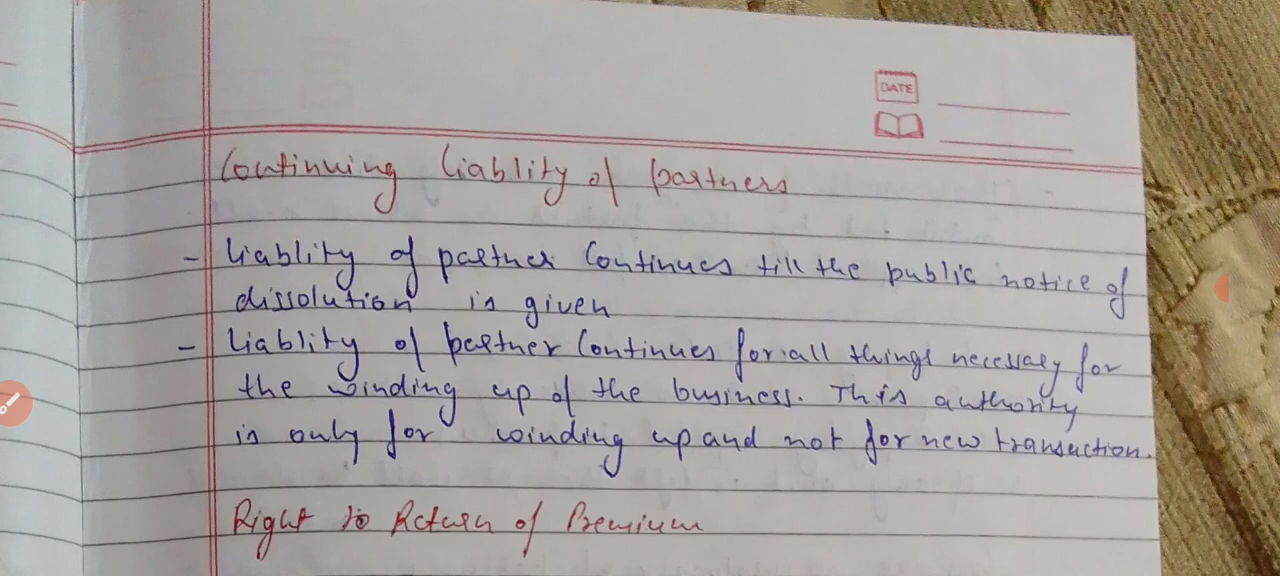 DATE
Continuing liablity of partners
- liablity of partner Continues till the public notice of
dissolution is given
- liablity of partner Continues for all things necessary for
the winding up of the business. This authority
is only for winding up and not for new transaction.
Right to Return of Premium